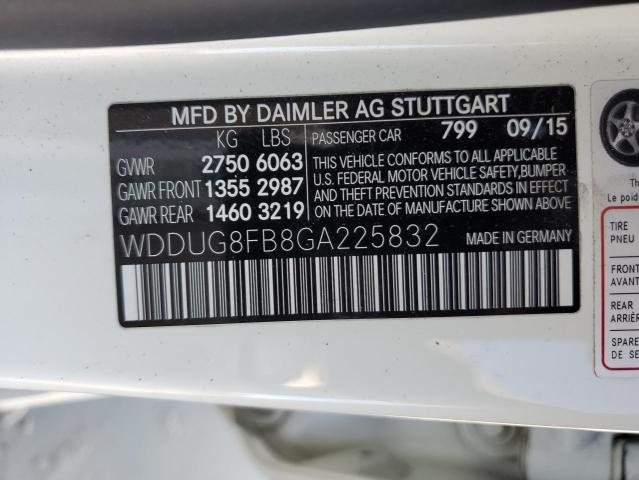 MFD BY DAIMLER AG STUTTGART
KG LBS PASSENGER CAR 799 09/15
GVWR 2750 6063
GAWR FRONT 1355 2987
GAWR REAR 1460 3219
THIS VEHICLE CONFORMS TO ALL APPLICABLE
U.S. FEDERAL MOTOR VEHICLE SAFETY,BUMPER
AND THEFT PREVENTION STANDARDS IN EFFECT
ON THE DATE OF MANUFACTURE SHOWN ABOVE
WDDUG8FB8GA225832 MADE IN GERMANY
Le
TIRE
PNEU
FRONT
AVANT
REAR
SPARE
DE